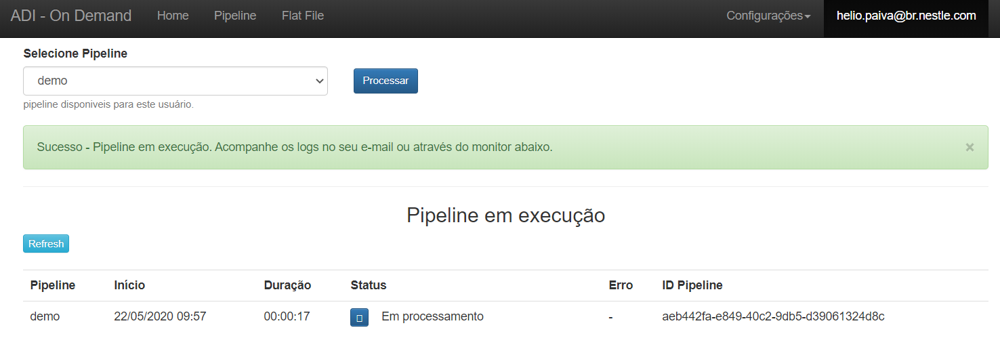 ADI - On Demand Home Pipeline Flat File Configurações helio.paiva@br.nestle.com
Selecione Pipeline
demo Processar
pipeline disponiveis para este usuário.
Sucesso - Pipeline em execução. Acompanhe os logs no seu e-mail ou através do monitor abaixo. ×
Pipeline em execução
Refresh
Pipeline Início Duração Status Erro ID Pipeline
demo 22/05/2020 09:57 00:00:17 Em processamento - aeb442fa-e849-40c2-9db5-d39061324d8c